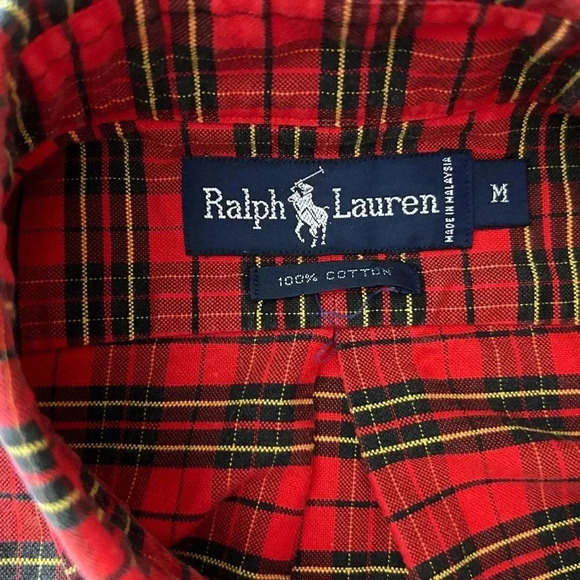 Ralph Lauren
MADE IN MALAYSIA
M
100% COTTON